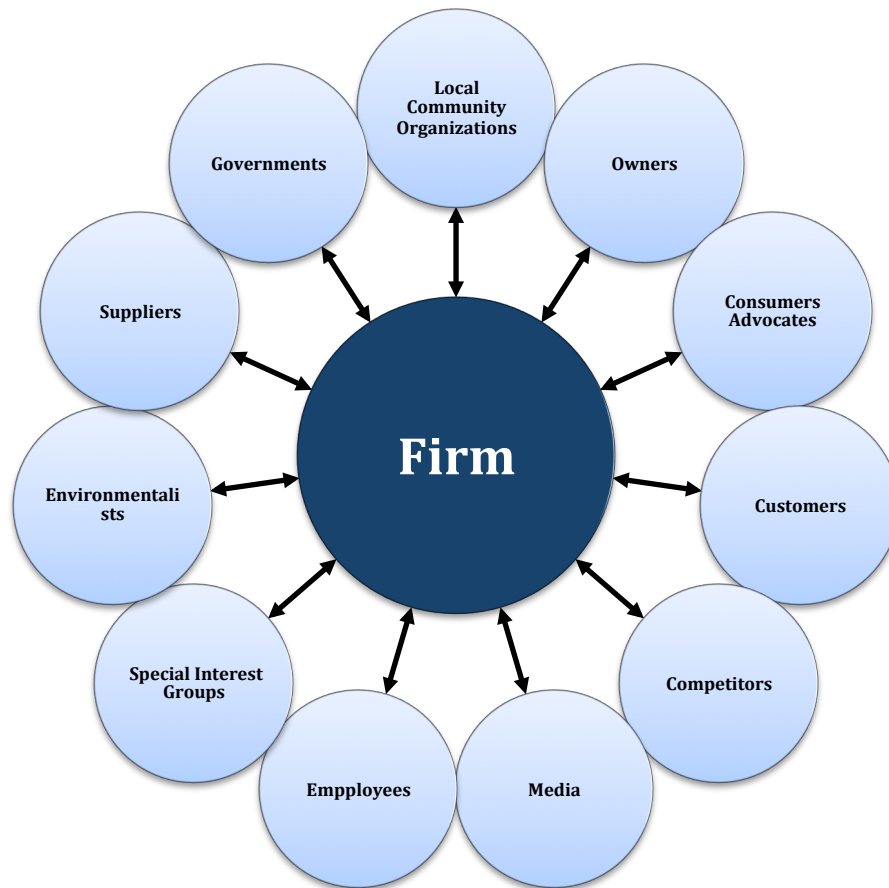 Local
Community
Organizations
Governments
Owners
Suppliers
Consumers
Advocates
Firm
Environmentali
sts
Customers
Special Interest
Groups
Competitors
Empployees
Media